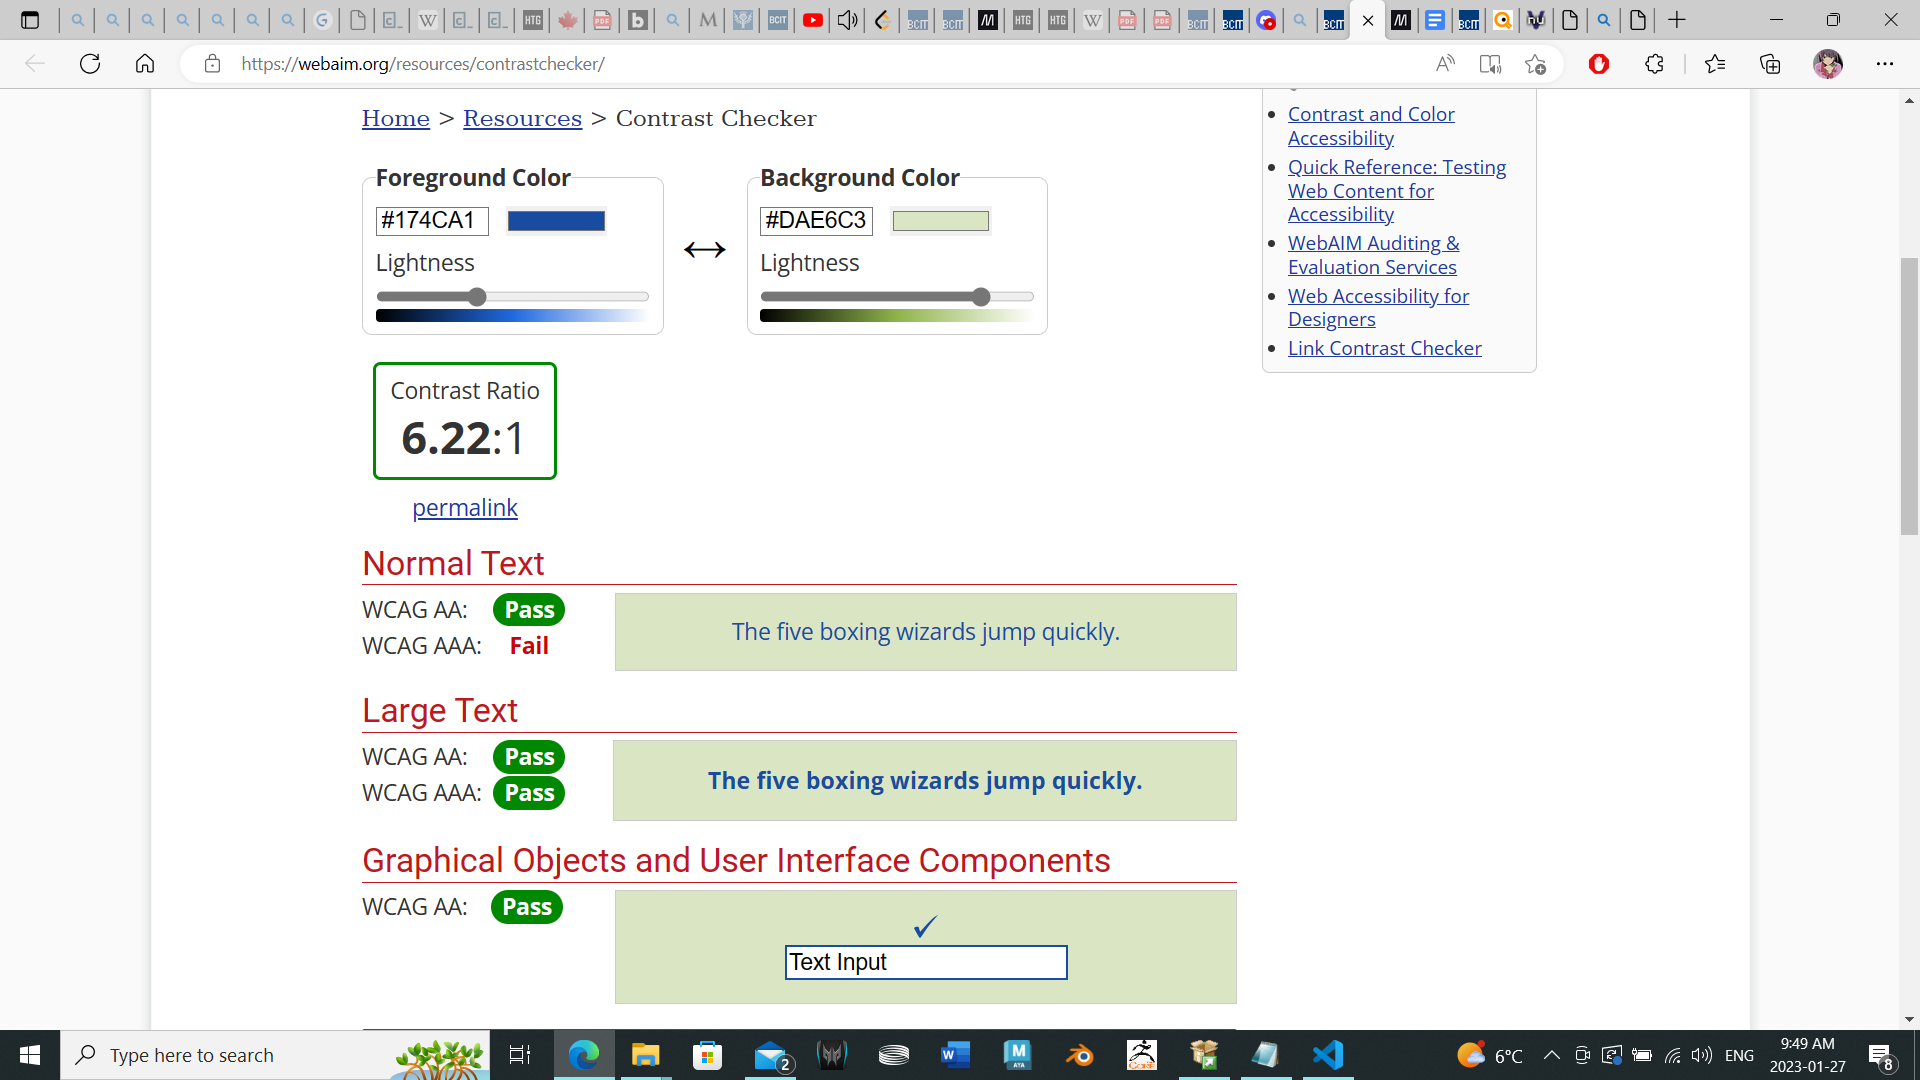 https://webaim.org/resources/contrastchecker/
Home > Resources > Contrast Checker
Foreground Color
#174CA1
Lightness
Background Color
#DAE6C3
Lightness
Contrast Ratio
6.22:1
permalink
Normal Text
WCAG AA: Pass
WCAG AAA: Fail
The five boxing wizards jump quickly.
Large Text
WCAG AA: Pass
WCAG AAA: Pass
The five boxing wizards jump quickly.
Graphical Objects and User Interface Components
WCAG AA: Pass
✓
Text Input
Contrast and Color
Accessibility
Quick Reference: Testing
Web Content for
Accessibility
WebAIM Auditing &
Evaluation Services
Web Accessibility for
Designers
Link Contrast Checker
Type here to search
2
6°C
ENG
9:49 AM
2023-01-27
8